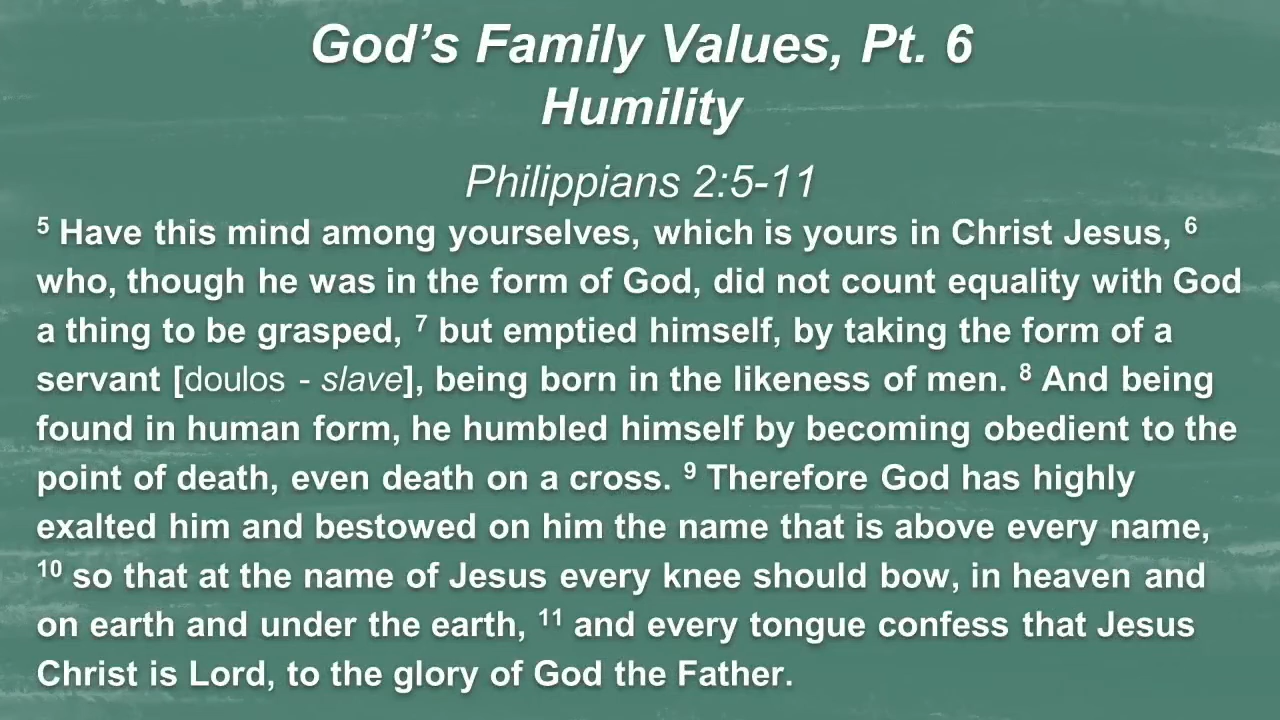 God’s Family Values, Pt. 6
Humility
Philippians 2:5-11
⁵ Have this mind among yourselves, which is yours in Christ Jesus, ⁶
who, though he was in the form of God, did not count equality with God
a thing to be grasped, ⁷ but emptied himself, by taking the form of a
servant [doulos - slave], being born in the likeness of men. ⁸ And being
found in human form, he humbled himself by becoming obedient to the
point of death, even death on a cross. ⁹ Therefore God has highly
exalted him and bestowed on him the name that is above every name,
¹⁰ so that at the name of Jesus every knee should bow, in heaven and
on earth and under the earth, ¹¹ and every tongue confess that Jesus
Christ is Lord, to the glory of God the Father.